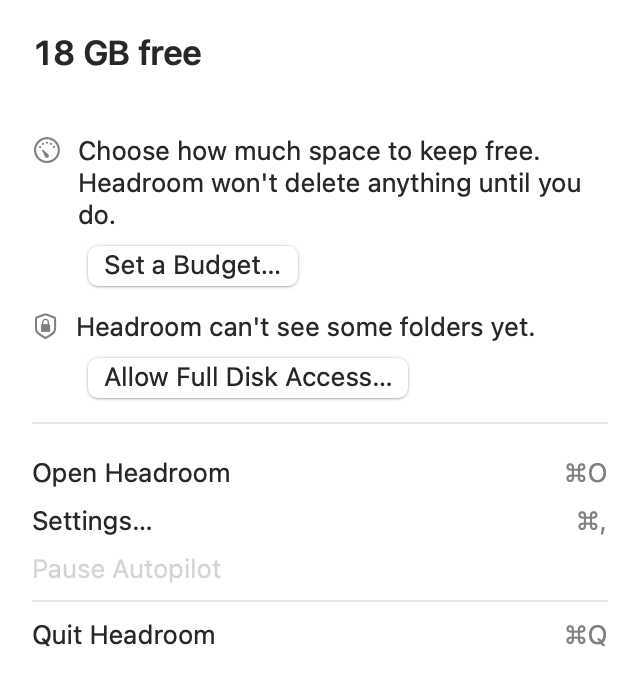 18 GB free
Choose how much space to keep free.
Headroom won't delete anything until you
do.
Set a Budget...
Headroom can't see some folders yet.
Allow Full Disk Access...
Open Headroom ⌘O
Settings... ⌘,
Pause Autopilot
Quit Headroom ⌘Q